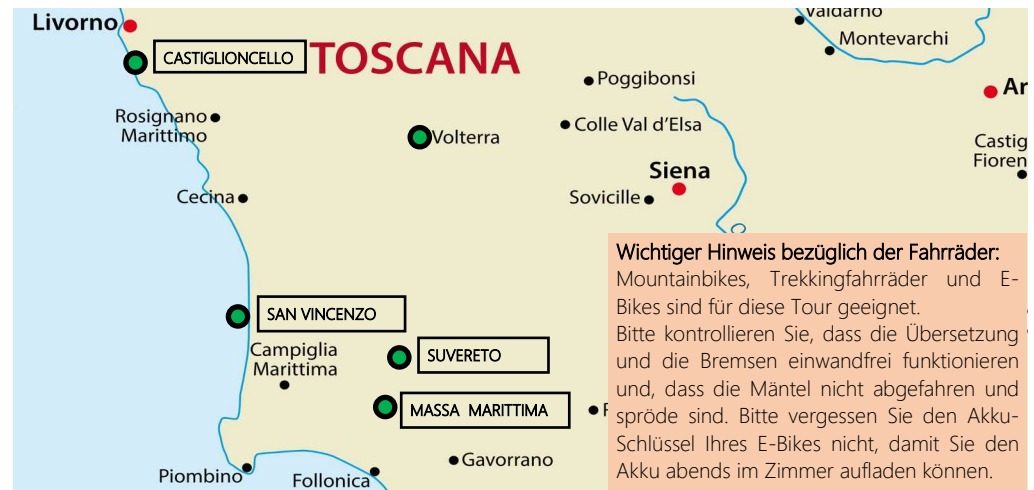 Valdarno
Livorno
Montevarchi
CASTIGLIONCELLO
TOSCANA
Poggibonsi
Ar
Rosignano
Marittimo
Colle Val d'Elsa
Volterra
Castig
Fioren
Siena
Cecina
Sovicille
Wichtiger Hinweis bezüglich der Fahrräder:
Mountainbikes, Trekkingfahrräder und E-
Bikes sind für diese Tour geeignet.
Bitte kontrollieren Sie, dass die Übersetzung
und die Bremsen einwandfrei funktionieren
und, dass die Mäntel nicht abgefahren und
spröde sind. Bitte vergessen Sie den Akku-
Schlüssel Ihres E-Bikes nicht, damit Sie den
Akku abends im Zimmer aufladen können.
SAN VINCENZO
Campiglia
Marittima
SUVERETO
MASSA MARITTIMA
Gavorrano
Piombino
Follonica